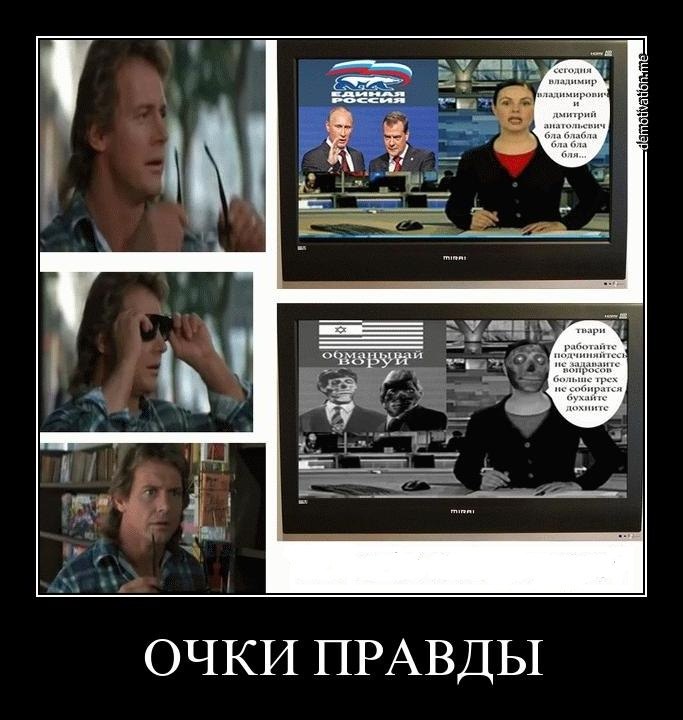 ЕДИНАЯ
РОССИЯ
сегодня
владимир
владимирович
и
дмитрий
анатольевич
бла блабла
бла бла
бля...
demotivation.me
MIRAI
обманывай
воруй
твари
работайте
подчиняйтесь
не задаваите
вопросов
больше трех
не собиратся
бухайте
дохните
MIRAI
ОЧКИ ПРАВДЫ